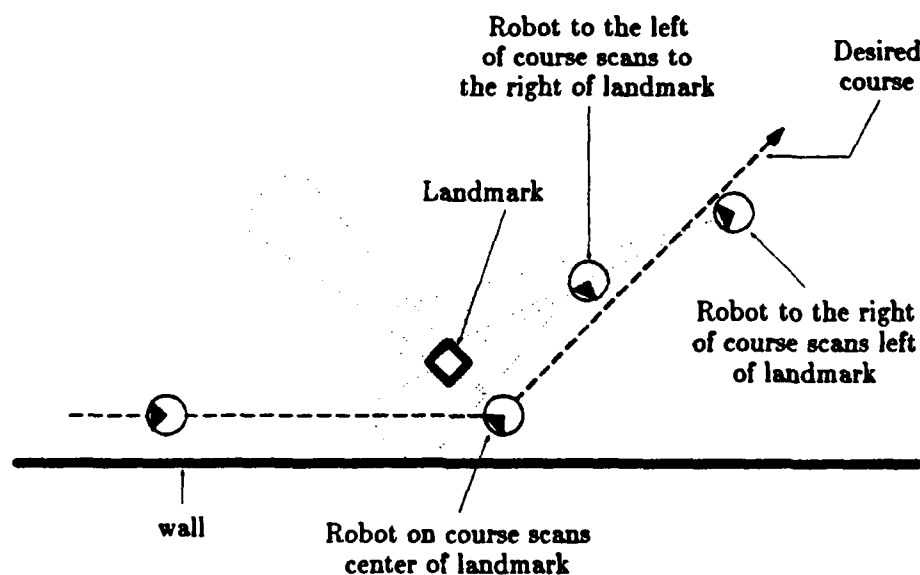 Robot to the left
of course scans to
the right of landmark
Desired
course
Landmark
Robot to the right
of course scans left
of landmark
wall
Robot on course scans
center of landmark